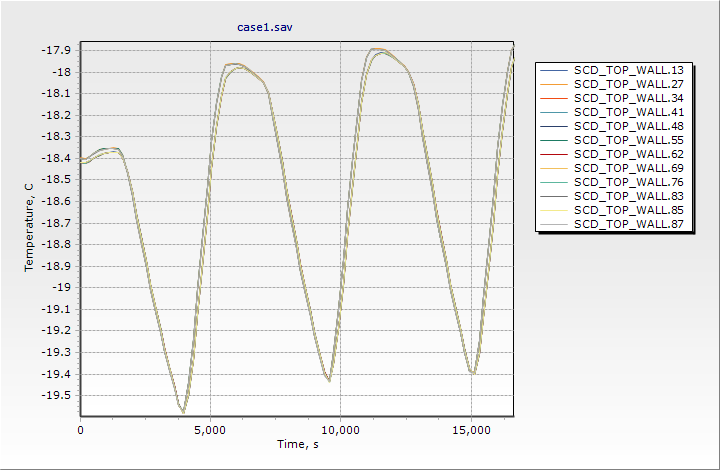 case1.sav
-17.9
-18
-18.1
-18.2
-18.3
-18.4
-18.5
-18.6
-18.7
-18.8
-18.9
-19
-19.1
-19.2
-19.3
-19.4
-19.5
Temperature, C
0
5,000
10,000
15,000
Time, s
SCD_TOP_WALL.13
SCD_TOP_WALL.27
SCD_TOP_WALL.34
SCD_TOP_WALL.41
SCD_TOP_WALL.48
SCD_TOP_WALL.55
SCD_TOP_WALL.62
SCD_TOP_WALL.69
SCD_TOP_WALL.76
SCD_TOP_WALL.83
SCD_TOP_WALL.85
SCD_TOP_WALL.87